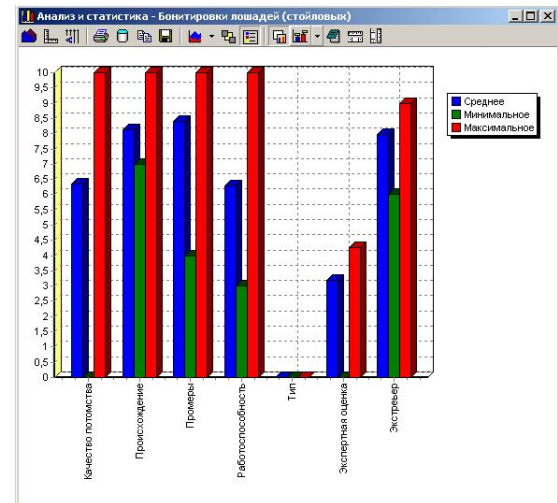 Анализ и статистика - Бонитировки лошадей (стойловых)
10
9,5
9
8,5
8
7,5
7
6,5
6
5,5
5
4,5
4
3,5
3
2,5
2
1,5
1
0,5
0
Среднее
Минимальное
Максимальное
Качество потомства
Происхождение
Промеры
Работоспособность
Тип
Экспертная оценка
Экстреьер